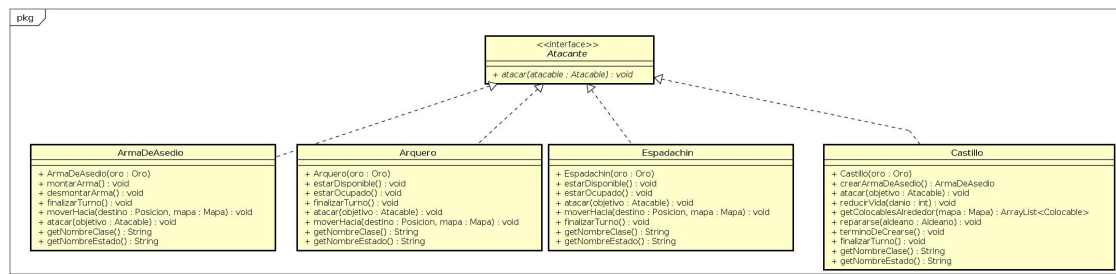 pkg
<<interface>>
Atacante
+ atacar(atacable : Atacable) : void
ArmaDeAsedio
+ ArmaDeAsedio(oro : Oro)
+ montarArma() : void
+ desmontarArma() : void
+ finalizarTurno() : void
+ moverHacia(destino : Posicion, mapa : Mapa) : void
+ atacar(objetivo : Atacable) : void
+ getNombreClase() : String
+ getNombreEstado() : String
Arquero
+ Arquero(oro : Oro)
+ estarDisponible() : void
+ estarOcupado() : void
+ finalizarTurno() : void
+ atacar(objetivo : Atacable) : void
+ moverHacia(destino : Posicion, mapa : Mapa) : void
+ getNombreClase() : String
+ getNombreEstado() : String
Espadachin
+ Espadachin(oro : Oro)
+ estarDisponible() : void
+ estarOcupado() : void
+ atacar(objetivo : Atacable) : void
+ moverHacia(destino : Posicion, mapa : Mapa) : void
+ finalizarTurno() : void
+ getNombreClase() : String
+ getNombreEstado() : String
Castillo
+ Castillo(oro : Oro)
+ crearArmaDeAsedio() : ArmaDeAsedio
+ atacar(objetivo : Atacable) : void
+ reducirVida(danio : int) : void
+ getColocablesAlrededor(mapa : Mapa) : ArrayList<Colocable>
+ repararse(aldeano : Aldeano) : void
+ terminoDeCrearse() : void
+ finalizarTurno() : void
+ getNombreClase() : String
+ getNombreEstado() : String